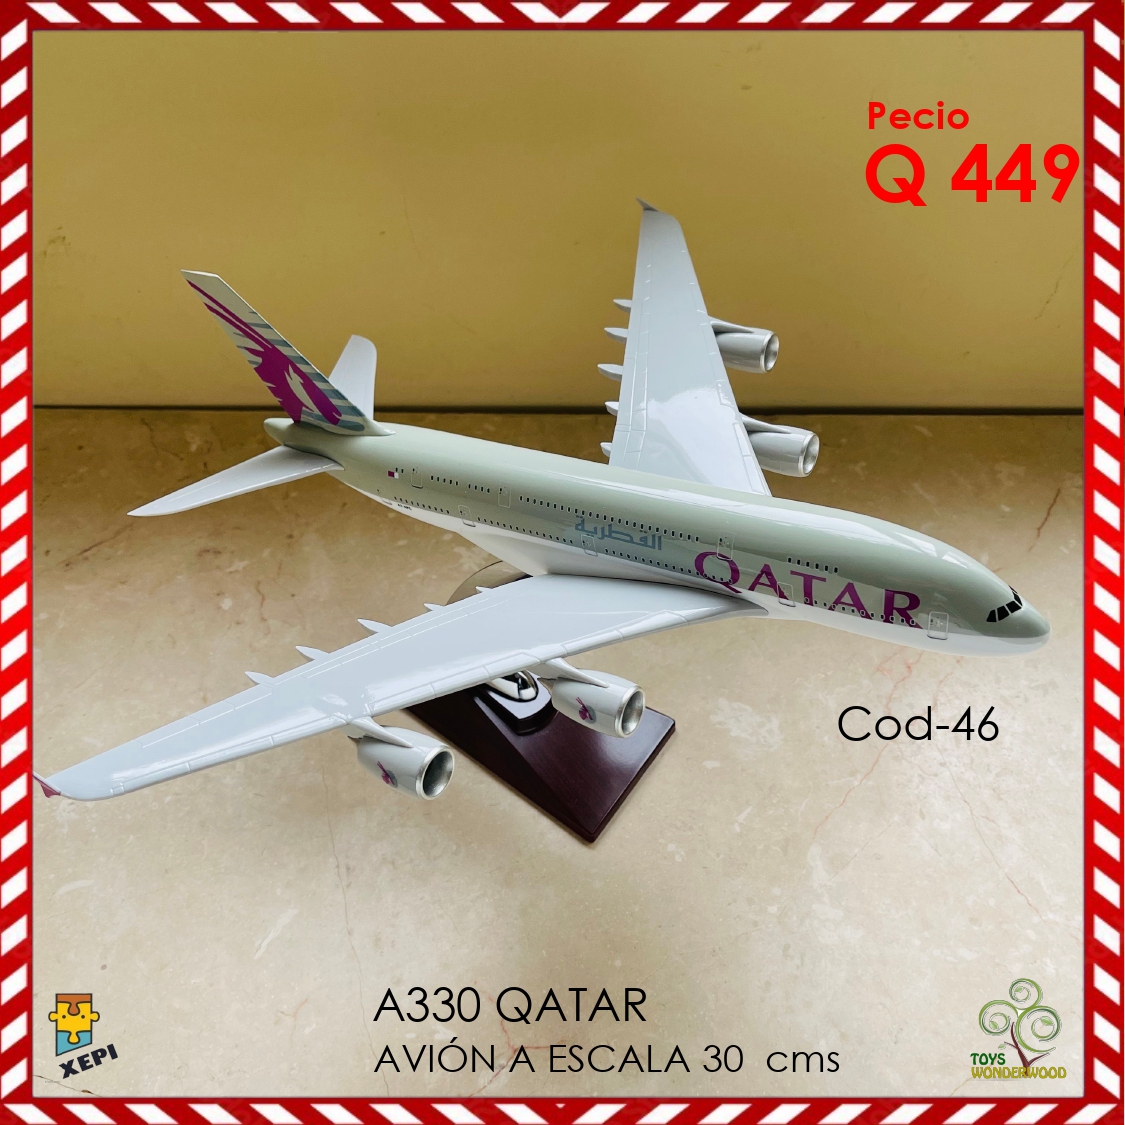 Pecio
Q 449
القطرية
QATAR
Cod-46
A330 QATAR
AVIÓN A ESCALA 30 cms
XEPI
TOYS
WONDERWOOD